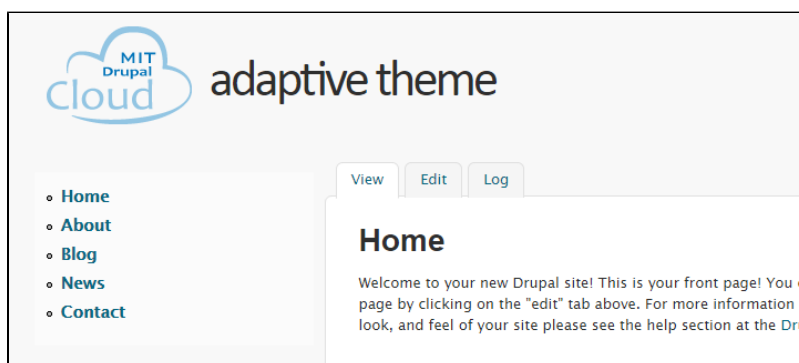 MIT
Drupal
Cloud
adaptive theme
Home
About
Blog
News
Contact
View Edit Log
Home
Welcome to your new Drupal site! This is your front page! You
page by clicking on the "edit" tab above. For more information
look, and feel of your site please see the help section at the